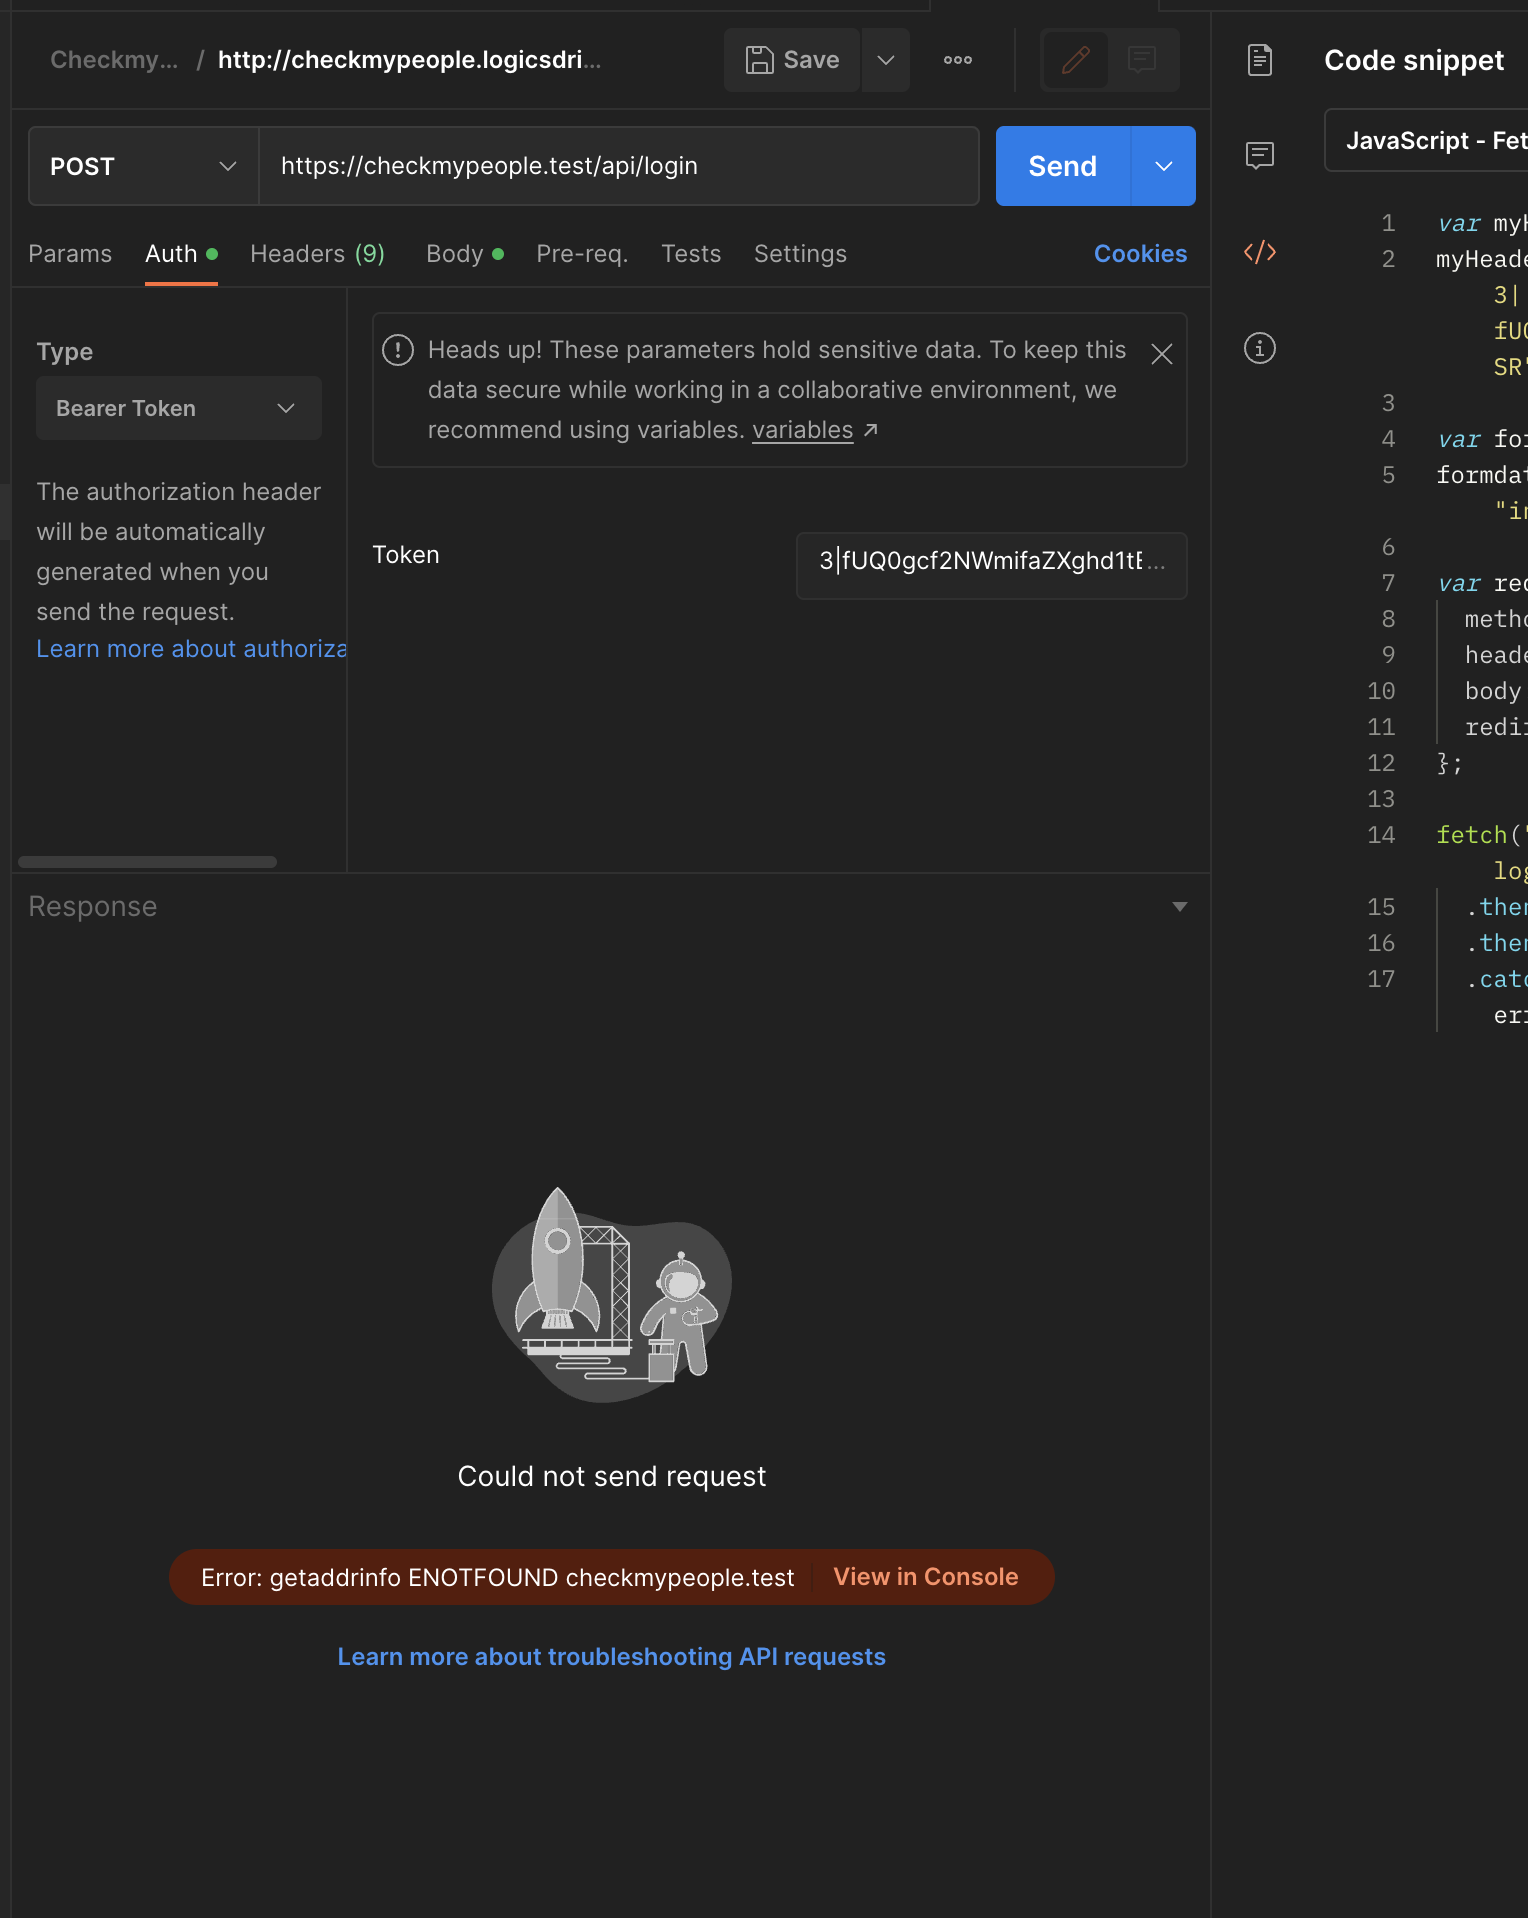 Checkmy... / http://checkmypeople.logicsdri...
Save
POST
https://checkmypeople.test/api/login
Send
Params
Auth
Headers (9)
Body
Pre-req.
Tests
Settings
Cookies
Type
Bearer Token
The authorization header
will be automatically
generated when you
send the request.
Learn more about authoriza
Heads up! These parameters hold sensitive data. To keep this
data secure while working in a collaborative environment, we
recommend using variables. variables ↗
Token
3|fUQ0gcf2NWmifaZXghd1tE...
Response
Could not send request
Error: getaddrinfo ENOTFOUND checkmypeople.test
View in Console
Learn more about troubleshooting API requests
Code snippet
JavaScript - Fet
1 var myH
2 myHeade
3|
fUQ
SR"
3
4 var for
5 formdat
"in
6
7 var req
8 metho
9 heade
10 body
11 redir
12 };
13
14 fetch("
log
15 .then
16 .then
17 .catc
err